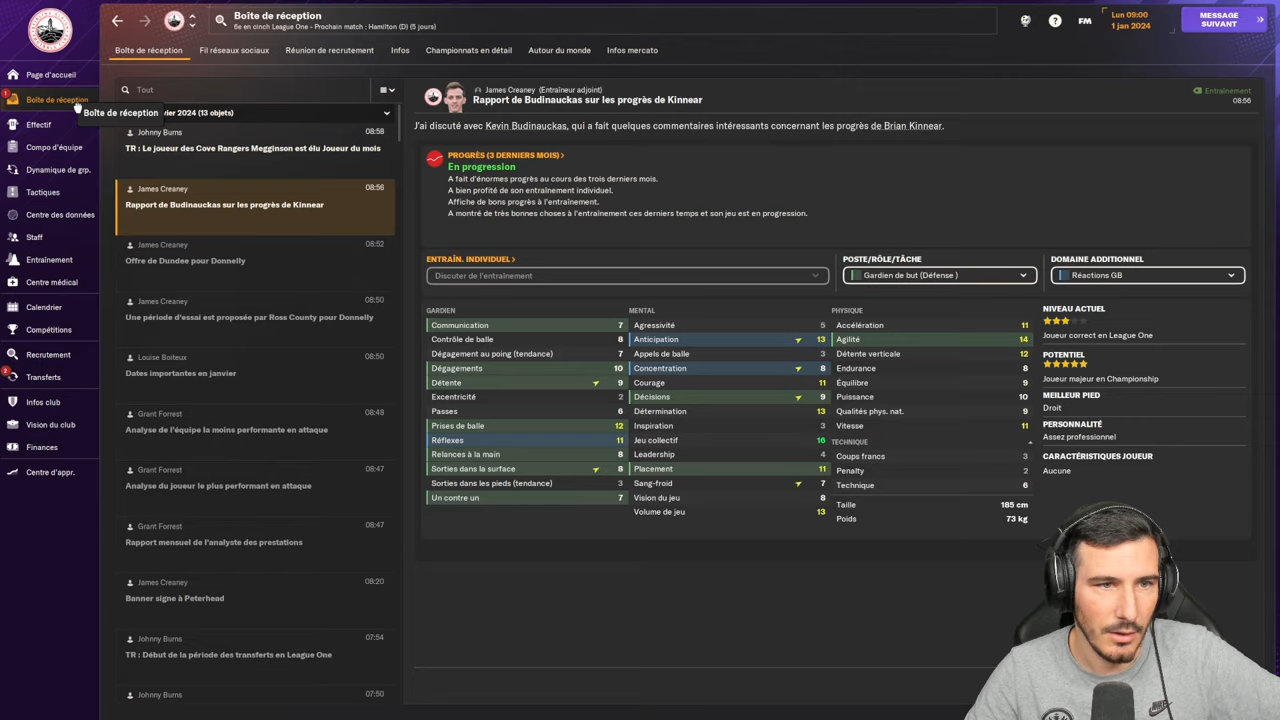 Boîte de réception
6e en cinch League One - Prochain match : Hamilton (D) (5 jours)
FM
Lun 09:00
1 jan 2024
MESSAGE
SUIVANT
Boîte de réception
Fil réseaux sociaux
Réunion de recrutement
Infos
Championnats en détail
Autour du monde
Infos mercato
Page d'accueil
1
Boîte de réception
Effectif
Compo d'équipe
Dynamique de grp.
Tactiques
Centre des données
Staff
Entraînement
Centre médical
Calendrier
Compétitions
Recrutement
3
Transferts
Infos club
Vision du club
Finances
Centre d'appr.
Tout
Boîte de réception
vier 2024 (13 objets)
Johnny Burns 08:58
TR : Le joueur des Cove Rangers Megginson est élu Joueur du mois
James Creaney 08:56
Rapport de Budinauckas sur les progrès de Kinnear
James Creaney 08:52
Offre de Dundee pour Donnelly
James Creaney 08:50
Une période d'essai est proposée par Ross County pour Donnelly
Louise Boiteux 08:50
Dates importantes en janvier
Grant Forrest 08:48
Analyse de l'équipe la moins performante en attaque
Grant Forrest 08:47
Analyse du joueur le plus performant en attaque
Grant Forrest 08:47
Rapport mensuel de l'analyste des prestations
James Creaney 08:20
Banner signe à Peterhead
Johnny Burns 07:54
TR : Début de la période des transferts en League One
Johnny Burns 07:50
James Creaney (Entraîneur adjoint)
Rapport de Budinauckas sur les progrès de Kinnear
Entraînement
08:56
J'ai discuté avec Kevin Budinauckas, qui a fait quelques commentaires intéressants concernant les progrès de Brian Kinnear.
PROGRÈS (3 DERNIERS MOIS)
En progression
A fait d'énormes progrès au cours des trois derniers mois.
A bien profité de son entraînement individuel.
Affiche de bons progrès à l'entraînement.
A montré de très bonnes choses à l'entraînement ces derniers temps et son jeu est en progression.
ENTRAÎN. INDIVIDUEL
Discuter de l'entraînement
POSTE/RÔLE/TÂCHE
Gardien de but (Défense )
DOMAINE ADDITIONNEL
Réactions GB
GARDIEN
Communication 7
Contrôle de balle 8
Dégagement au poing (tendance) 7
Dégagements 10
Détente 9
Excentricité 2
Passes 6
Prises de balle 12
Réflexes 11
Relances à la main 8
Sorties dans la surface 8
Sorties dans les pieds (tendance) 3
Un contre un 7
MENTAL
Agressivité 5
Anticipation 13
Appels de balle 3
Concentration 8
Courage 11
Décisions 9
Détermination 13
Inspiration 3
Jeu collectif 16
Leadership 4
Placement 11
Sang-froid 7
Vision du jeu 8
Volume de jeu 13
PHYSIQUE
Accélération 11
Agilité 14
Détente verticale 12
Endurance 8
Équilibre 9
Puissance 10
Qualités phys. nat. 9
Vitesse 11
TECHNIQUE
Coups francs 3
Penalty 2
Technique 6
Taille 185 cm
Poids 73 kg
NIVEAU ACTUEL
Joueur correct en League One
POTENTIEL
Joueur majeur en Championship
MEILLEUR PIED
Droit
PERSONNALITÉ
Assez professionnel
CARACTÉRISTIQUES JOUEUR
Aucune